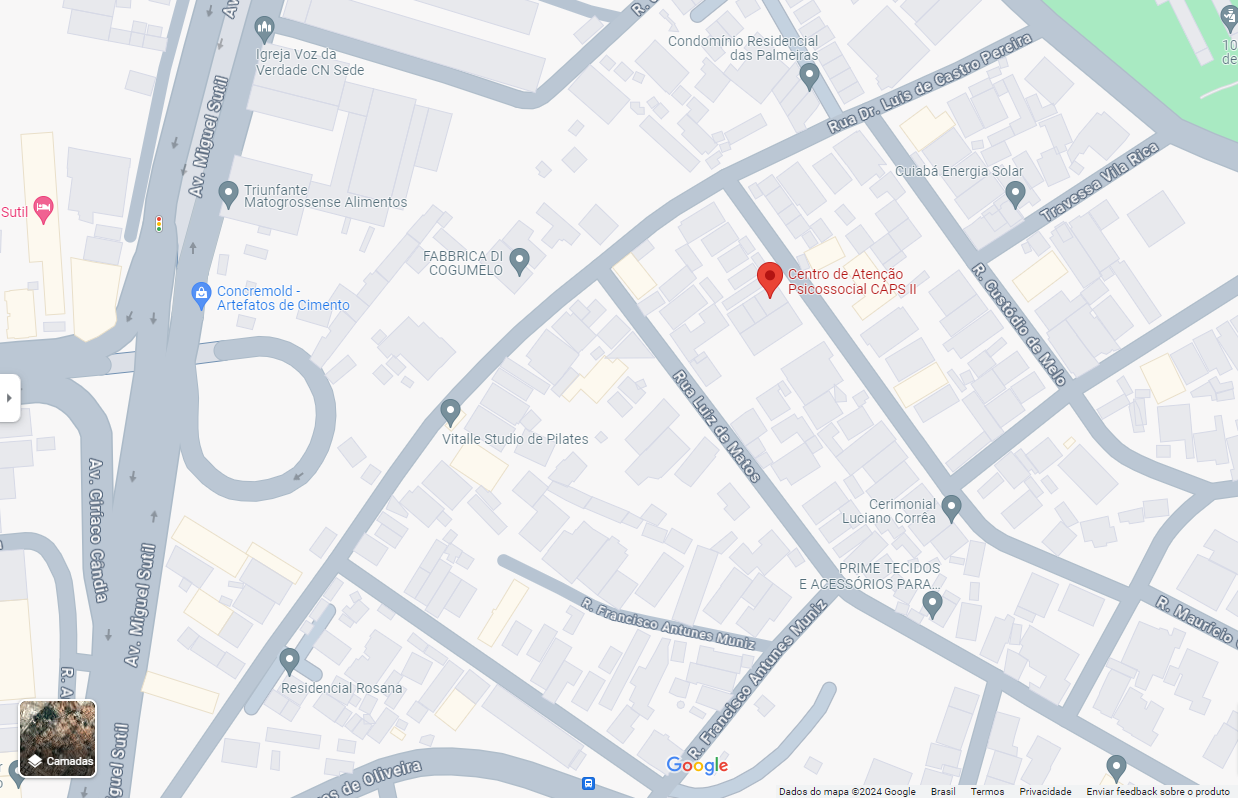 Av.
R.
Igreja Voz da
Verdade CN Sede
Condomínio Residencial
das Palmeiras
10
de
Rua Dr. Luis de Castro Pereira
Av. Miguel Sutil
Travessa Vila Rica
Cuiabá Energia Solar
Triunfante
Matogrossense Alimentos
Sutil
FABBRICA DI
COGUMELO
Centro de Atenção
Psicossocial CAPS II
R. Custódio de Melo
Concremold -
Artefatos de Cimento
Rua Luiz de Matos
Vitalle Studio de Pilates
Av. Ciríaco Cândia
Cerimonial
Luciano Corrêa
Av. Miguel Sutil
PRIME TECIDOS
E ACESSÓRIOS PARA...
R. Francisco Antunes Muniz
R. Francisco Antunes Muniz
R. Maurício
R. A
Residencial Rosana
Camadas
Miguel Sutil
es de Oliveira
Google
Dados do mapa ©2024 Google
Brasil
Termos
Privacidade
Enviar feedback sobre o produto